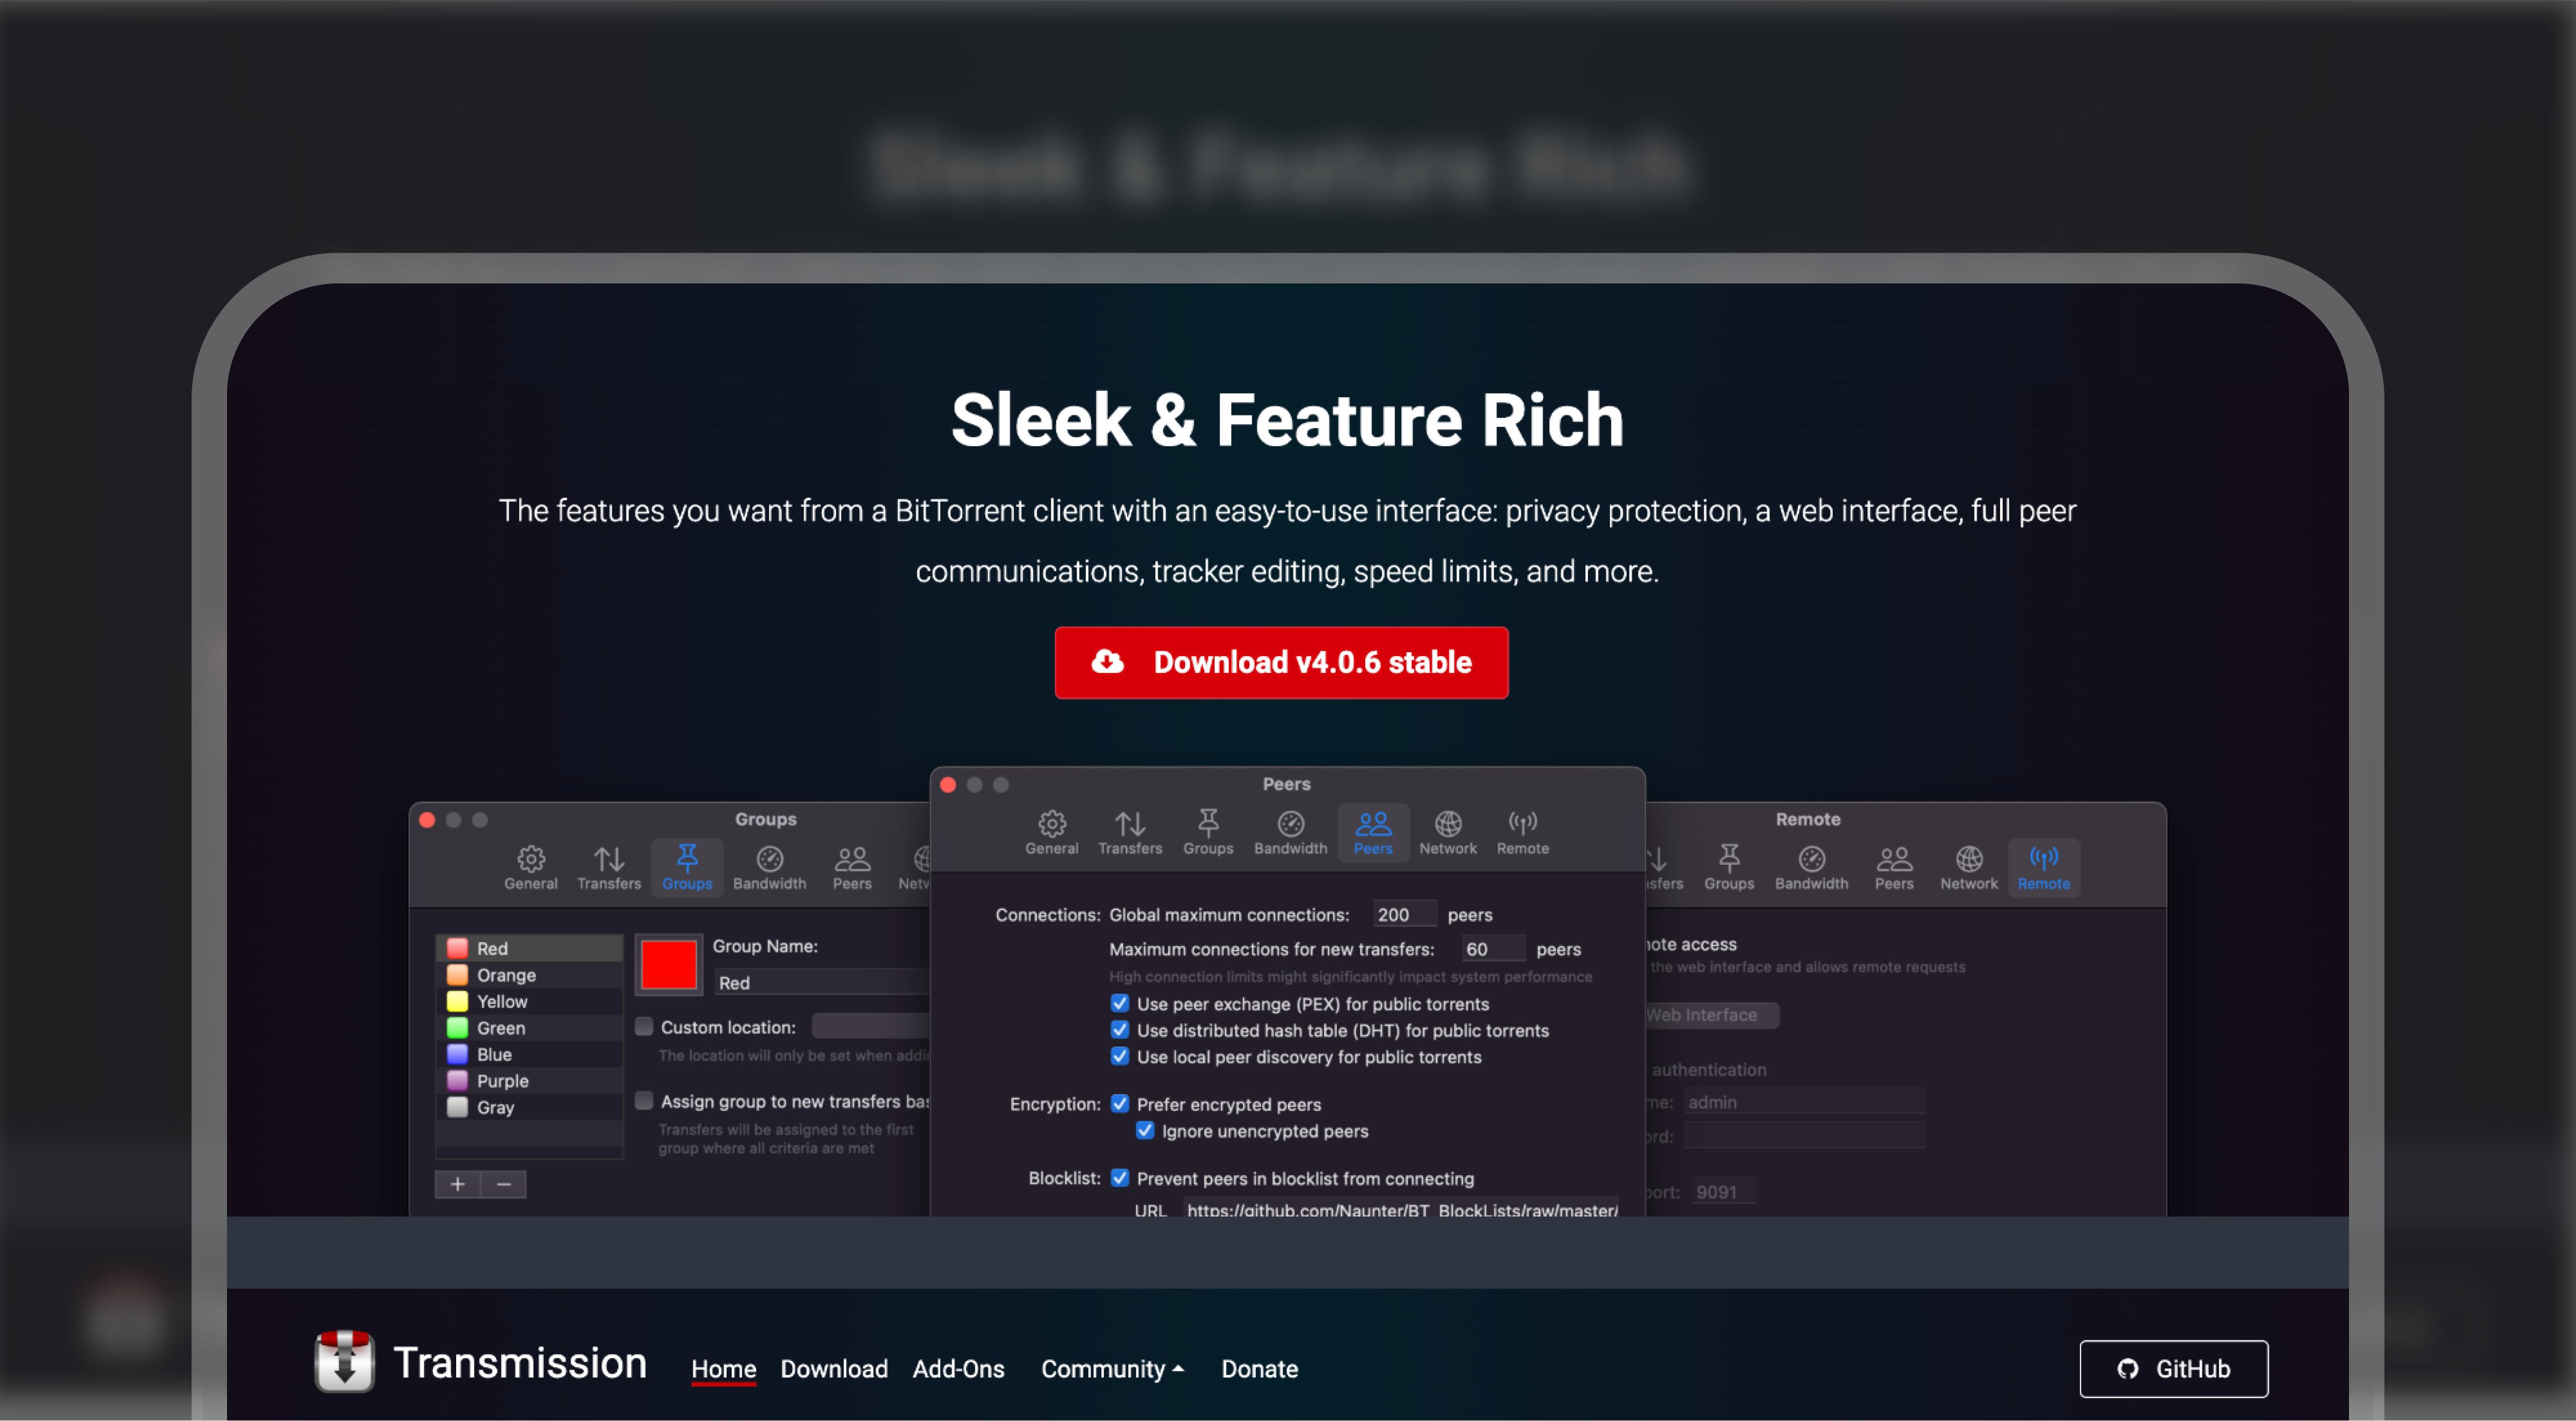 Sleek & Feature Rich
Sleek & Feature Rich
The features you want from a BitTorrent client with an easy-to-use interface: privacy protection, a web interface, full peer
communications, tracker editing, speed limits, and more.
Download v4.0.6 stable
Groups
General Transfers Groups Bandwidth Peers Netw
Red
Orange
Yellow
Green
Blue
Purple
Gray
+ −
Group Name:
Red
Custom location:
The location will only be set when addi
Assign group to new transfers bas
Transfers will be assigned to the first
group where all criteria are met
Peers
General Transfers Groups Bandwidth Peers Network Remote
Connections: Global maximum connections: 200 peers
Maximum connections for new transfers: 60 peers
High connection limits might significantly impact system performance
Use peer exchange (PEX) for public torrents
Use distributed hash table (DHT) for public torrents
Use local peer discovery for public torrents
Encryption: Prefer encrypted peers
Ignore unencrypted peers
Blocklist: Prevent peers in blocklist from connecting
URL https://github.com/Naunter/BT_BlockLists/raw/master/
Remote
sfers Groups Bandwidth Peers Network Remote
ote access
the web interface and allows remote requests
Web Interface
authentication
me: admin
ord:
port: 9091
Transmission
Home Download Add-Ons Community Donate
GitHub